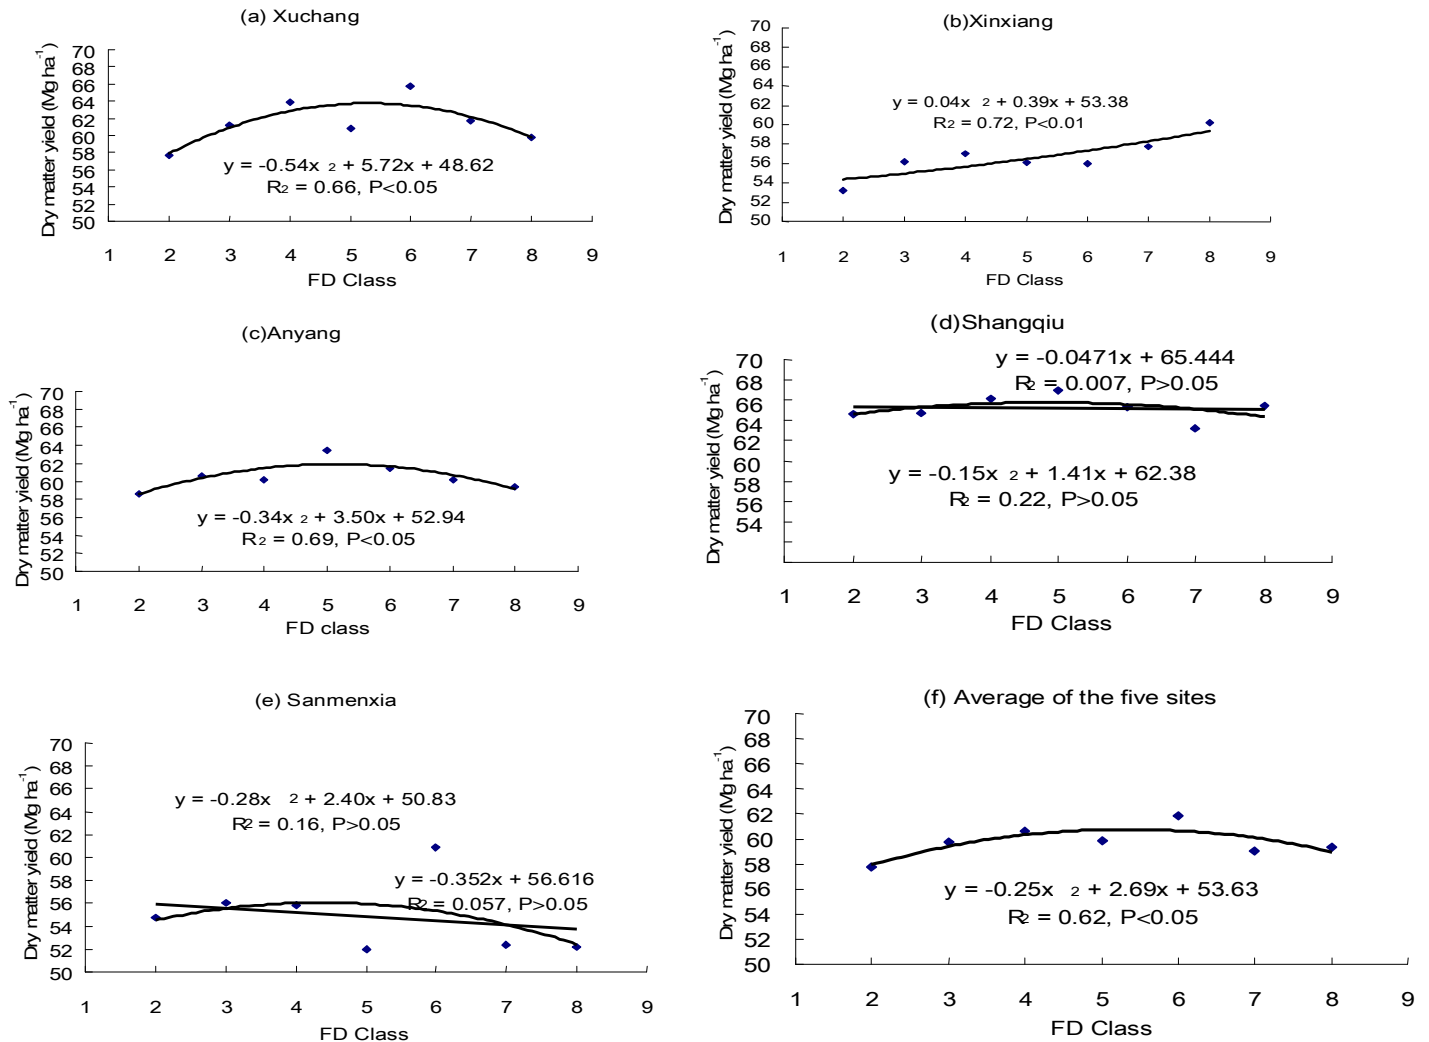 (a) Xuchang
Dry matter yield (Mg ha-1)
70
68
66
64
62
60
58
56
54
52
50
y = -0.54x 2 + 5.72x + 48.62
R2 = 0.66, P<0.05
1 2 3 4 5 6 7 8 9
FD Class
(b)Xinxiang
Dry matter yield (Mg ha-1)
70
68
66
64
62
60
58
56
54
52
50
y = 0.04x 2 + 0.39x + 53.38
R2 = 0.72, P<0.01
1 2 3 4 5 6 7 8 9
FD Class
(c)Anyang
Dry matter yield (Mg ha-1)
70
68
66
64
62
60
58
56
54
52
50
y = -0.34x 2 + 3.50x + 52.94
R2 = 0.69, P<0.05
1 2 3 4 5 6 7 8 9
FD class
(d)Shangqiu
Dry matter yield (Mg ha-1)
70
68
66
64
62
60
58
56
54
y = -0.0471x + 65.444
R2 = 0.007, P>0.05
y = -0.15x 2 + 1.41x + 62.38
R2 = 0.22, P>0.05
1 2 3 4 5 6 7 8 9
FD Class
(e) Sanmenxia
Dry matter yield (Mg ha-1)
70
68
66
64
62
60
58
56
54
52
50
y = -0.28x 2 + 2.40x + 50.83
R2 = 0.16, P>0.05
y = -0.352x + 56.616
R2 = 0.057, P>0.05
1 2 3 4 5 6 7 8 9
FD Class
(f) Average of the five sites
Dry matter yield (Mg ha-1)
70
68
66
64
62
60
58
56
54
52
50
y = -0.25x 2 + 2.69x + 53.63
R2 = 0.62, P<0.05
1 2 3 4 5 6 7 8 9
FD Class